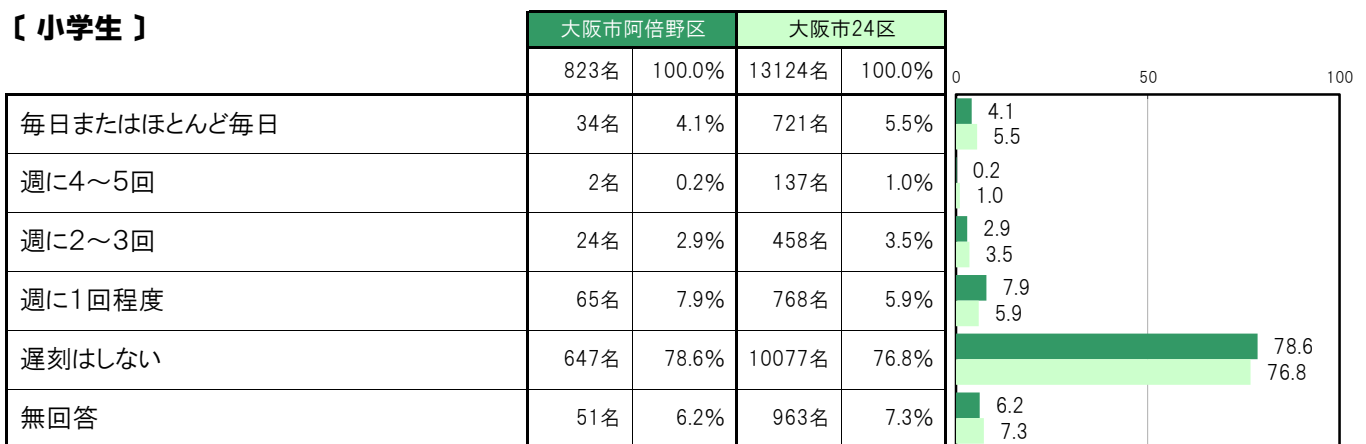 〔 小学生 〕
大阪市阿倍野区 大阪市24区
823名 100.0% 13124名 100.0% 0 50 100
毎日またはほとんど毎日 34名 4.1% 721名 5.5% 4.1
5.5
週に4～5回 2名 0.2% 137名 1.0% 0.2
1.0
週に2～3回 24名 2.9% 458名 3.5% 2.9
3.5
週に1回程度 65名 7.9% 768名 5.9% 7.9
5.9
遅刻はしない 647名 78.6% 10077名 76.8% 78.6
76.8
無回答 51名 6.2% 963名 7.3% 6.2
7.3